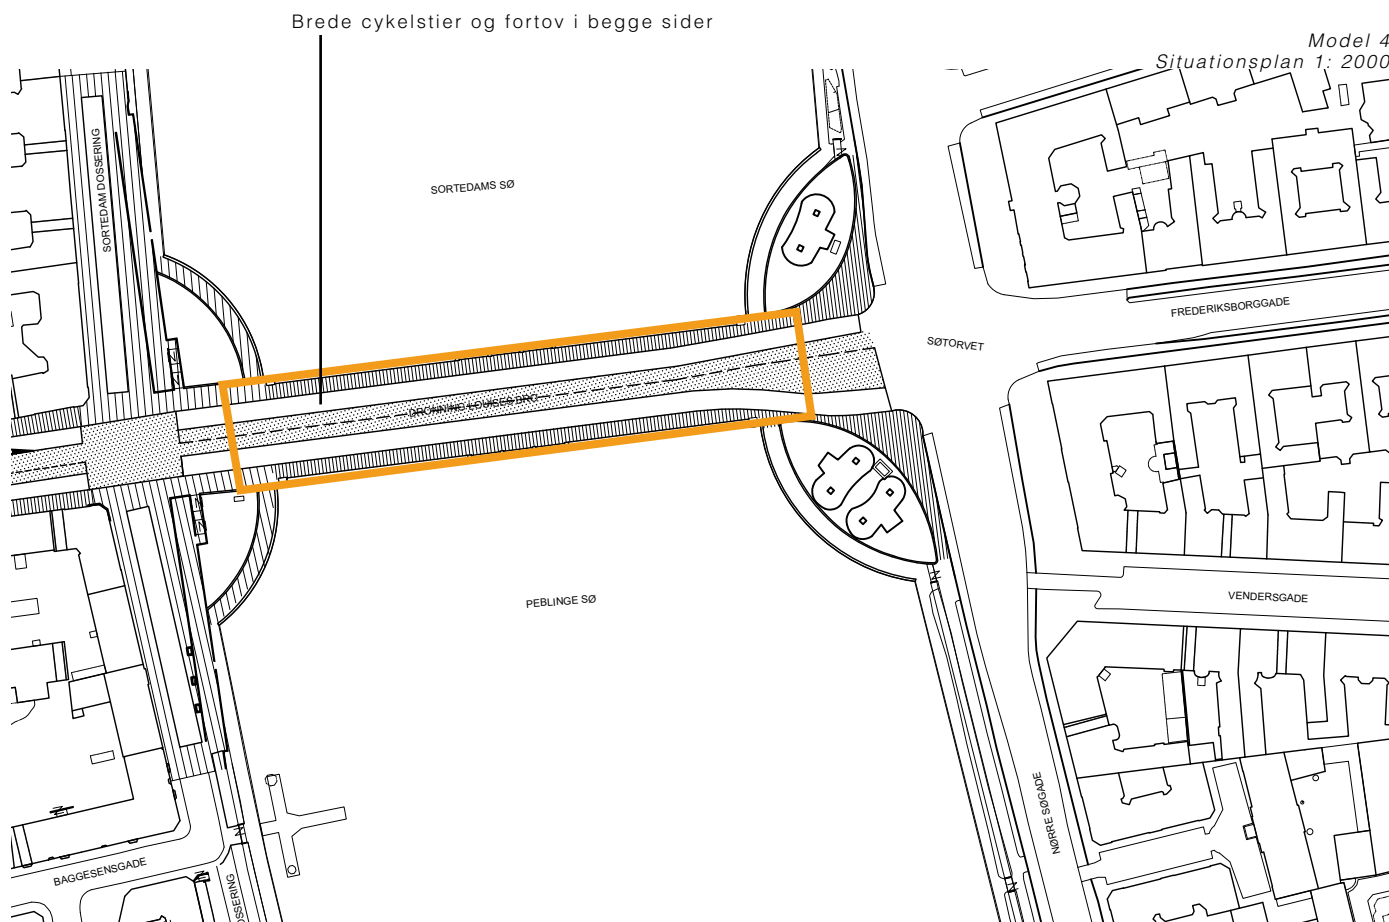 Brede cykelstier og fortov i begge sider
Model 4
Situationsplan 1: 2000
SORTEDAM DOSSERING
SORTEDAMS SØ
FREDERIKSBORGGADE
SØTORVET
DRONNING LOUISES BRO
PEBLINGE SØ
VENDERSGADE
NØRRE SØGADE
BAGGESENSGADE
OSSERING